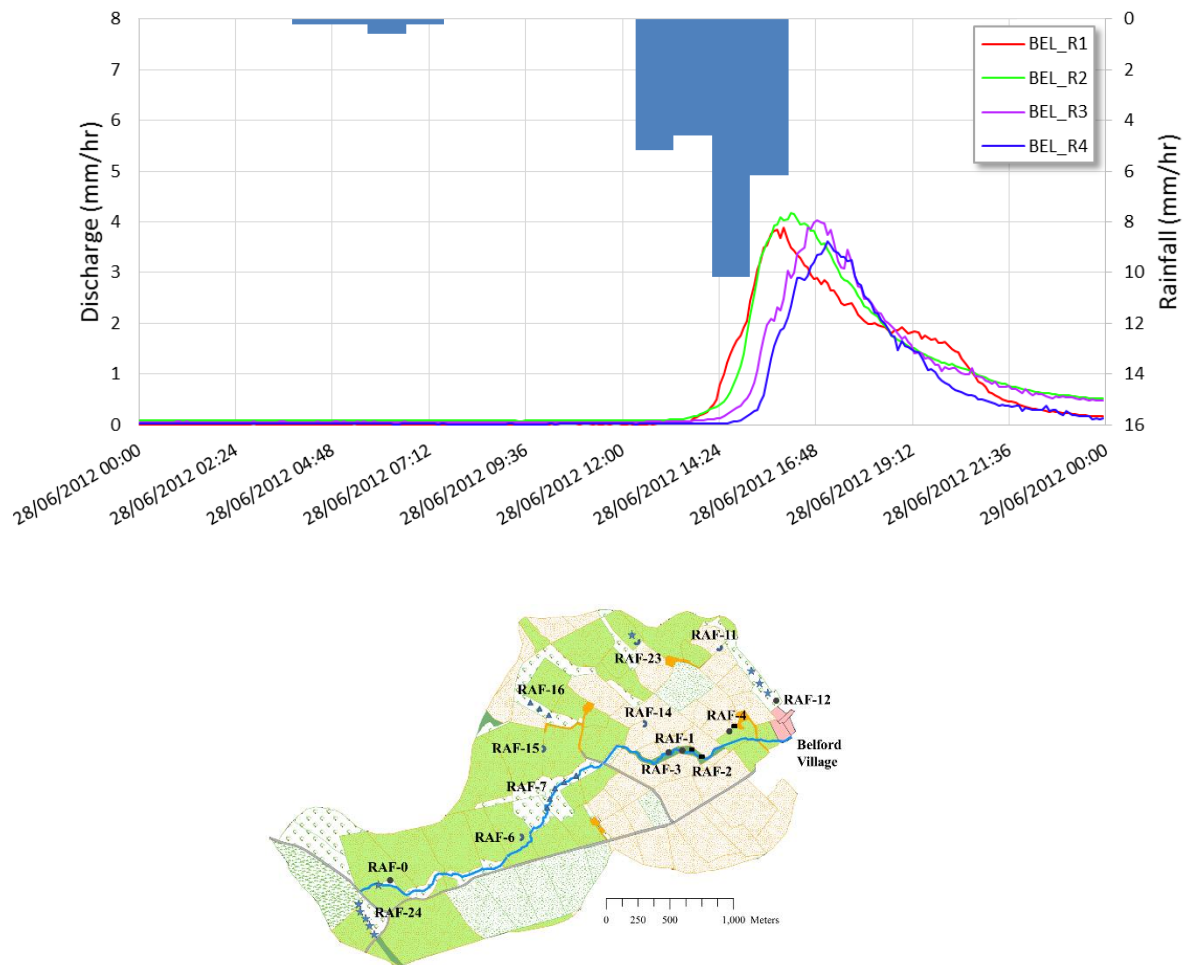 8 0
7 2
6 4
5 6
4 8
3 10
2 12
1 14
0 16
Discharge (mm/hr)
Rainfall (mm/hr)
BEL_R1
BEL_R2
BEL_R3
BEL_R4
28/06/2012 00:00
28/06/2012 02:24
28/06/2012 04:48
28/06/2012 07:12
28/06/2012 09:36
28/06/2012 12:00
28/06/2012 14:24
28/06/2012 16:48
28/06/2012 19:12
28/06/2012 21:36
29/06/2012 00:00
RAF-11
RAF-23
RAF-16
RAF-12
RAF-14
RAF-4
RAF-1
RAF-15
Belford
Village
RAF-3
RAF-2
RAF-7
RAF-6
RAF-0
RAF-24
0 250 500 1,000 Meters